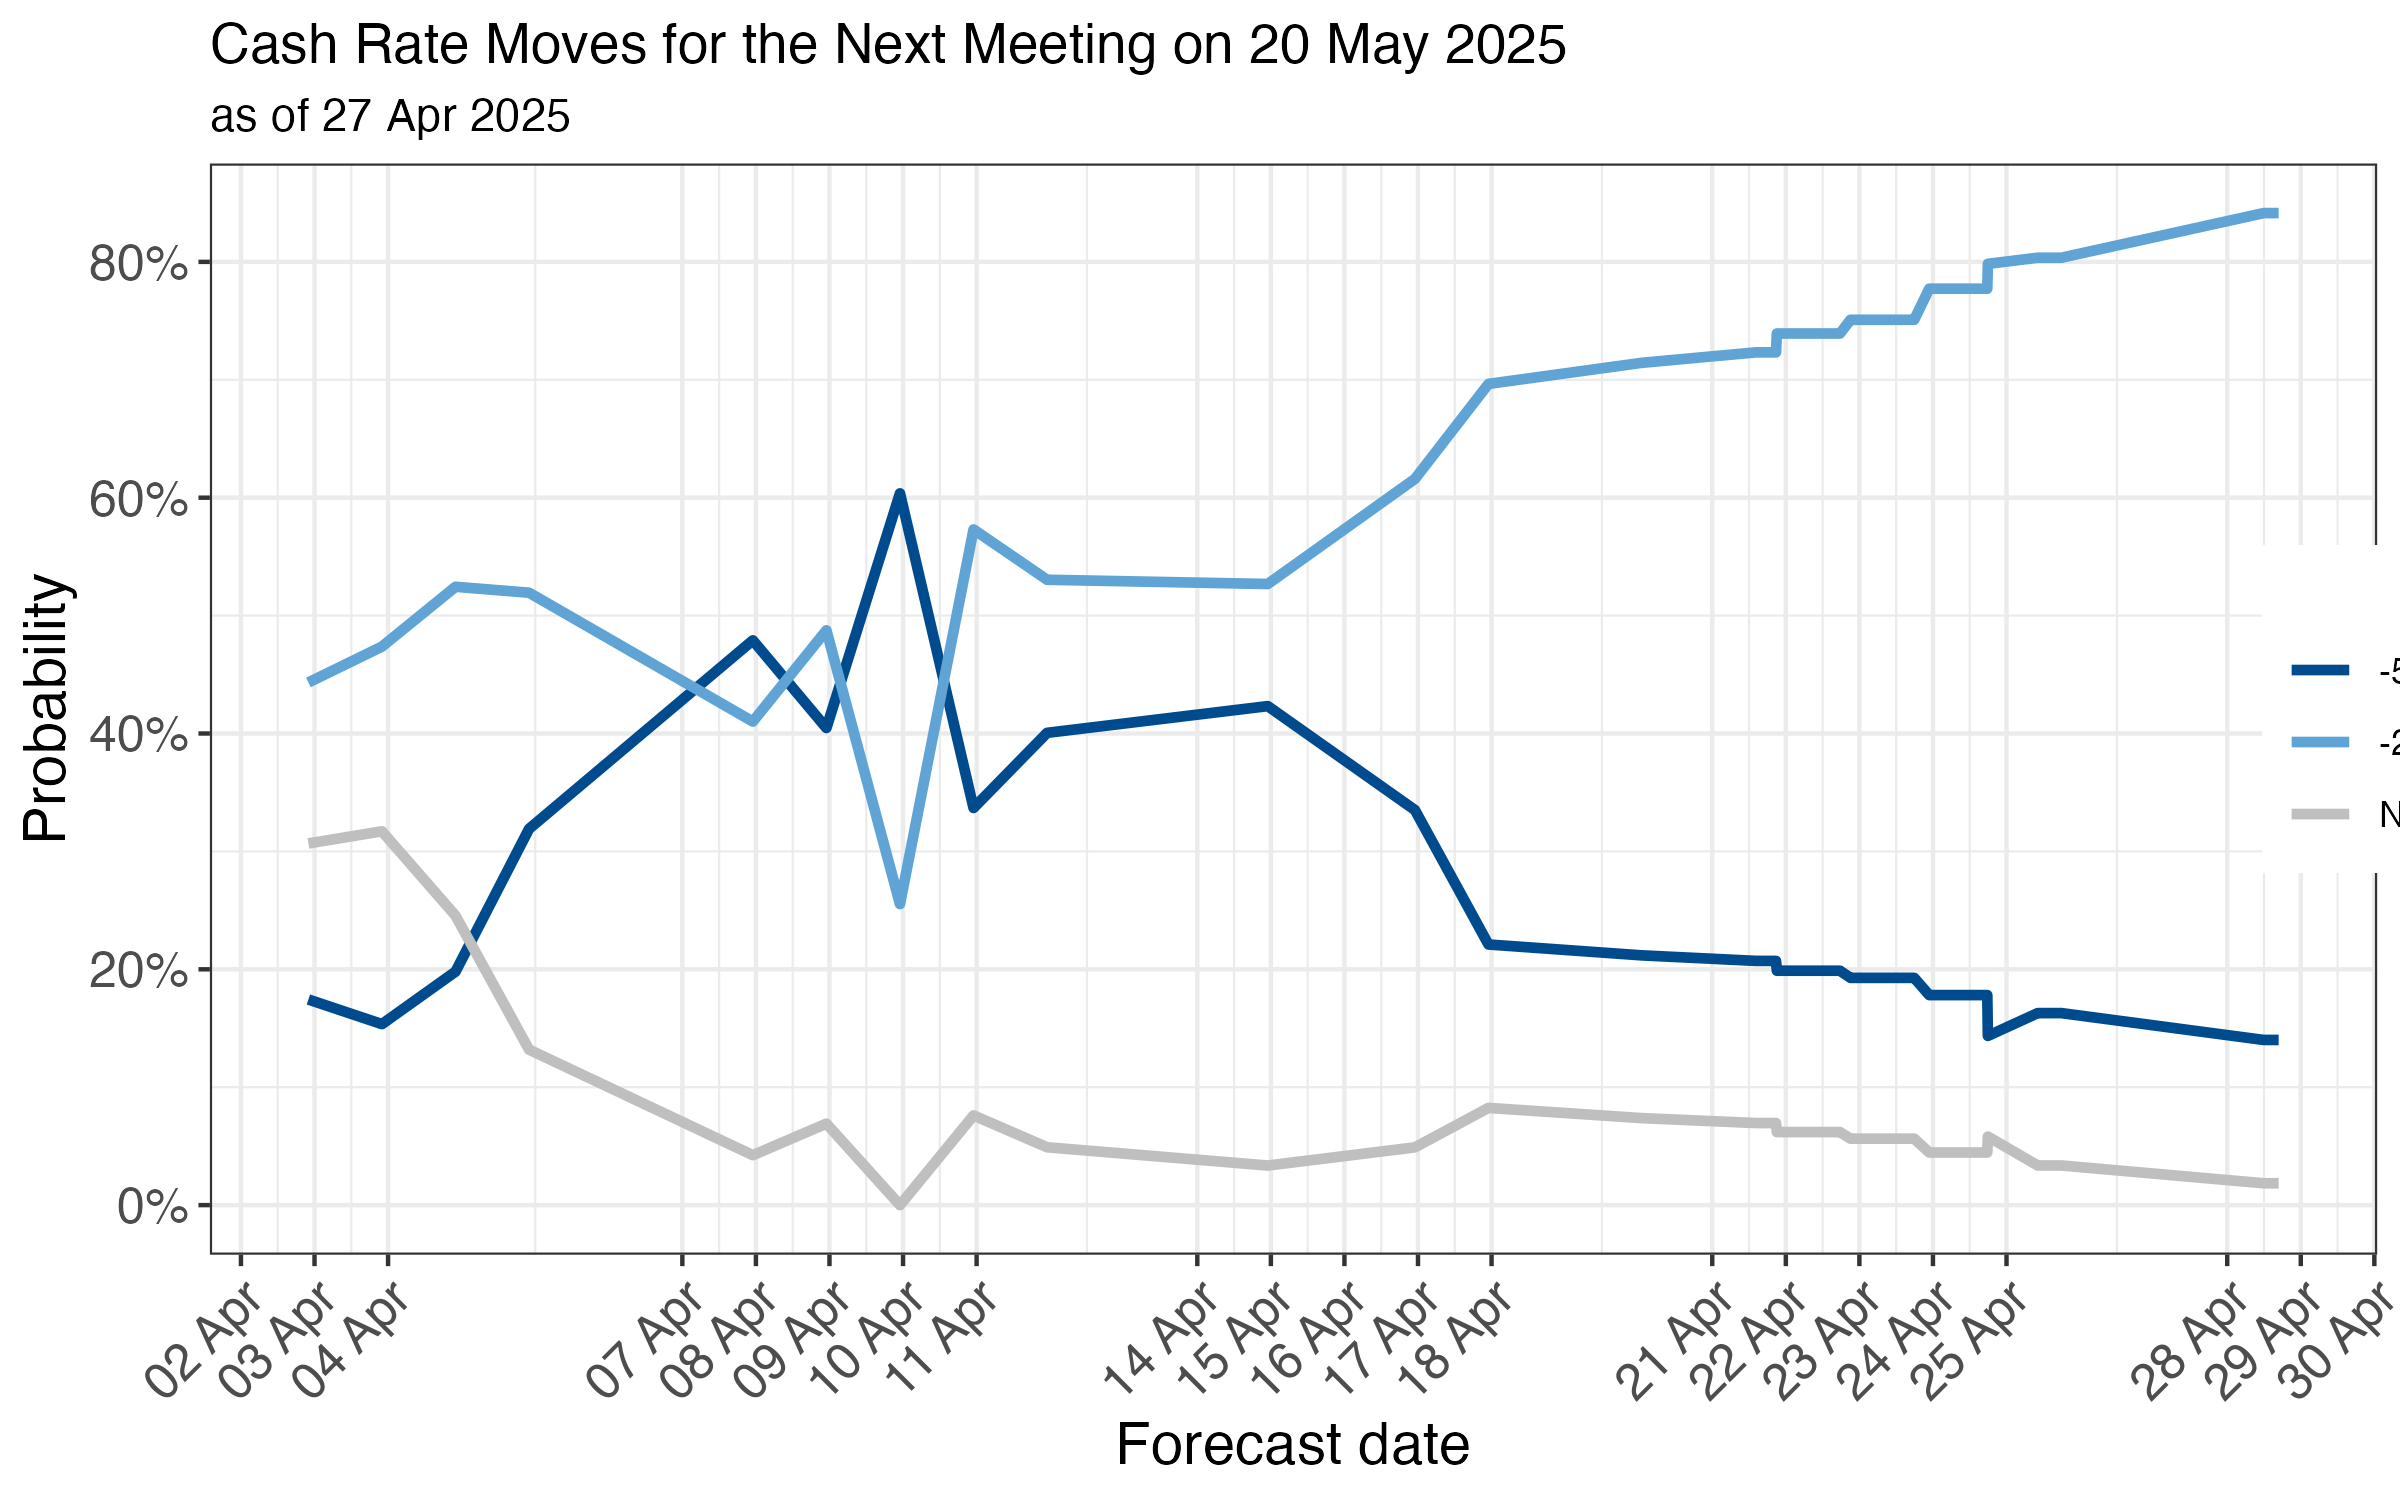 Cash Rate Moves for the Next Meeting on 20 May 2025
as of 27 Apr 2025
Probability
80%
60%
40%
20%
0%
-5
-2
N
02 Apr
03 Apr
04 Apr
07 Apr
08 Apr
09 Apr
10 Apr
11 Apr
14 Apr
15 Apr
16 Apr
17 Apr
18 Apr
21 Apr
22 Apr
23 Apr
24 Apr
25 Apr
28 Apr
29 Apr
30 Apr
Forecast date